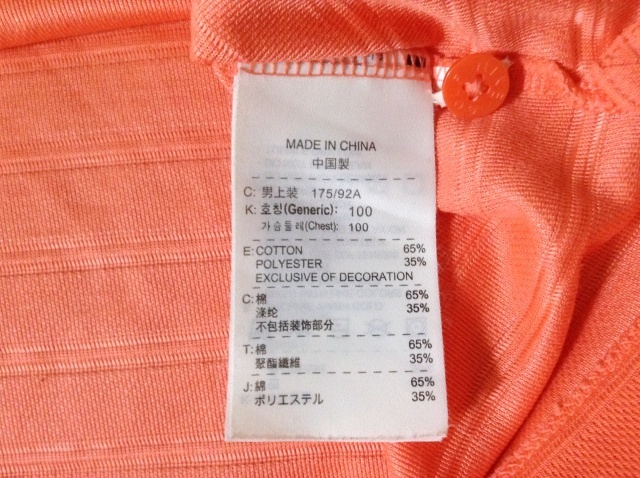 MADE IN CHINA
中国製
C: 男上装 175/92A
K: 호칭(Generic): 100
가슴둘레(Chest): 100
E: COTTON 65%
POLYESTER 35%
EXCLUSIVE OF DECORATION
C: 棉 65%
涤纶 35%
不包括装饰部分
T: 棉 65%
聚酯纖維 35%
J: 綿 65%
ポリエステル 35%